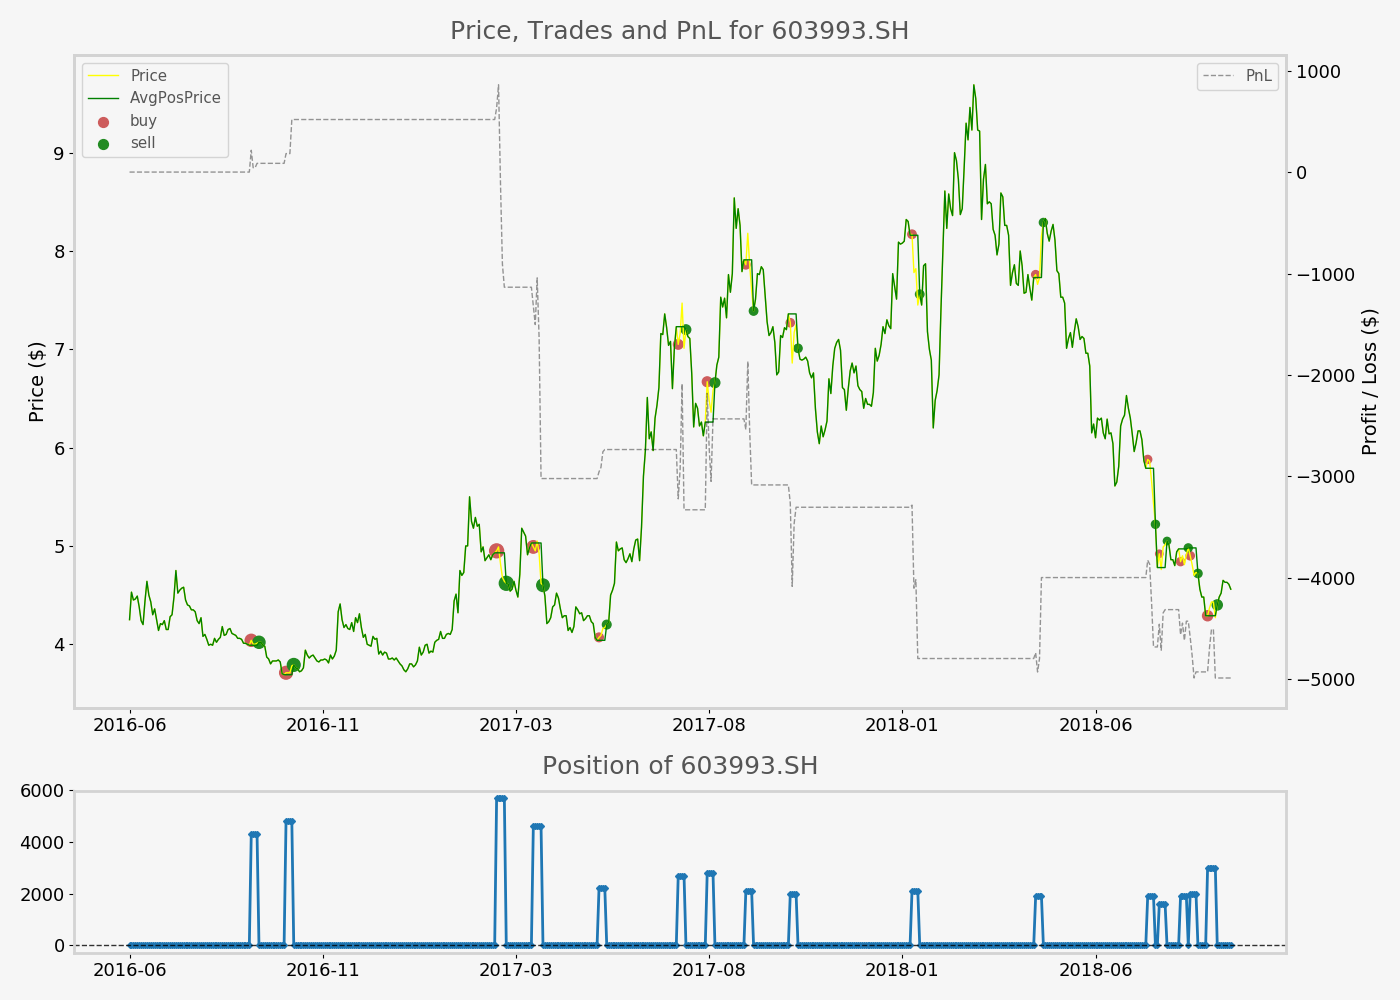 Price, Trades and PnL for 603993.SH
Price
AvgPosPrice
buy
sell
PnL
Price ($)
9
8
7
6
5
4
1000
0
−1000
−2000
−3000
−4000
−5000
Profit / Loss ($)
2016-06 2016-11 2017-03 2017-08 2018-01 2018-06
Position of 603993.SH
6000
4000
2000
0
2016-06 2016-11 2017-03 2017-08 2018-01 2018-06